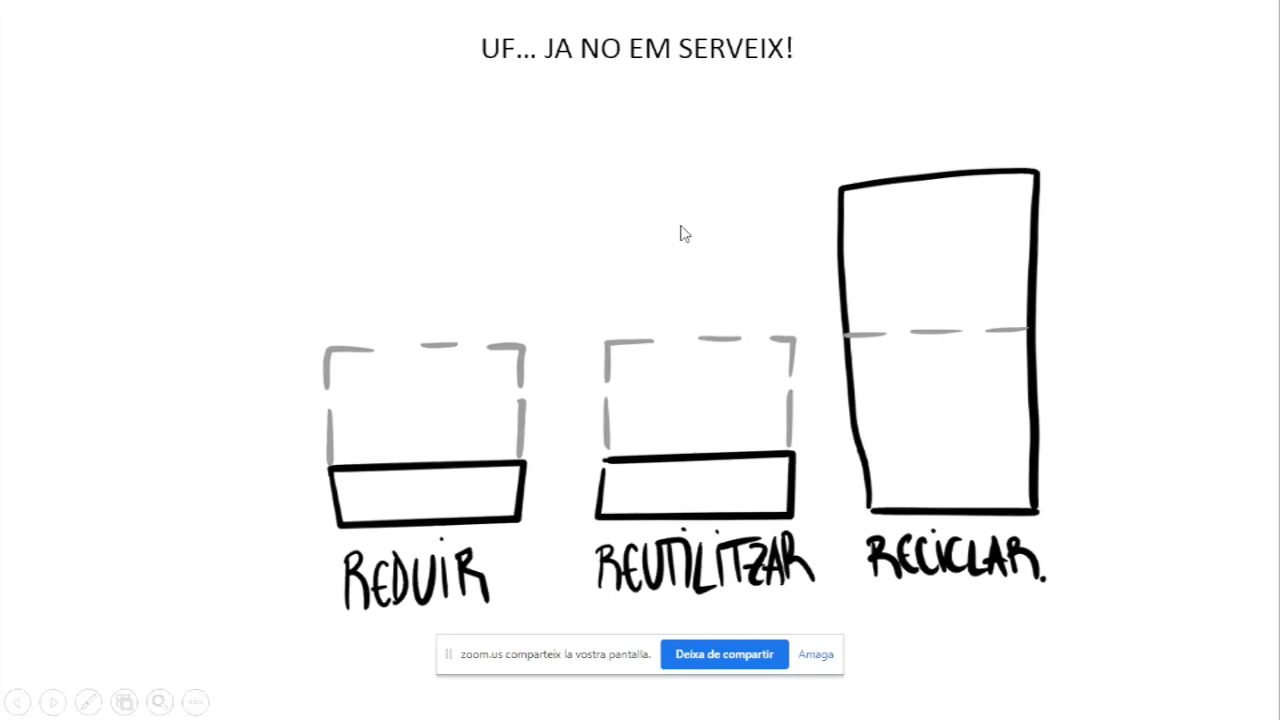 UF... JA NO EM SERVEIX!
REDUIR REUTILITZAR RECICLAR.
zoom.us comparteix la vostra pantalla. Deixa de compartir Amaga